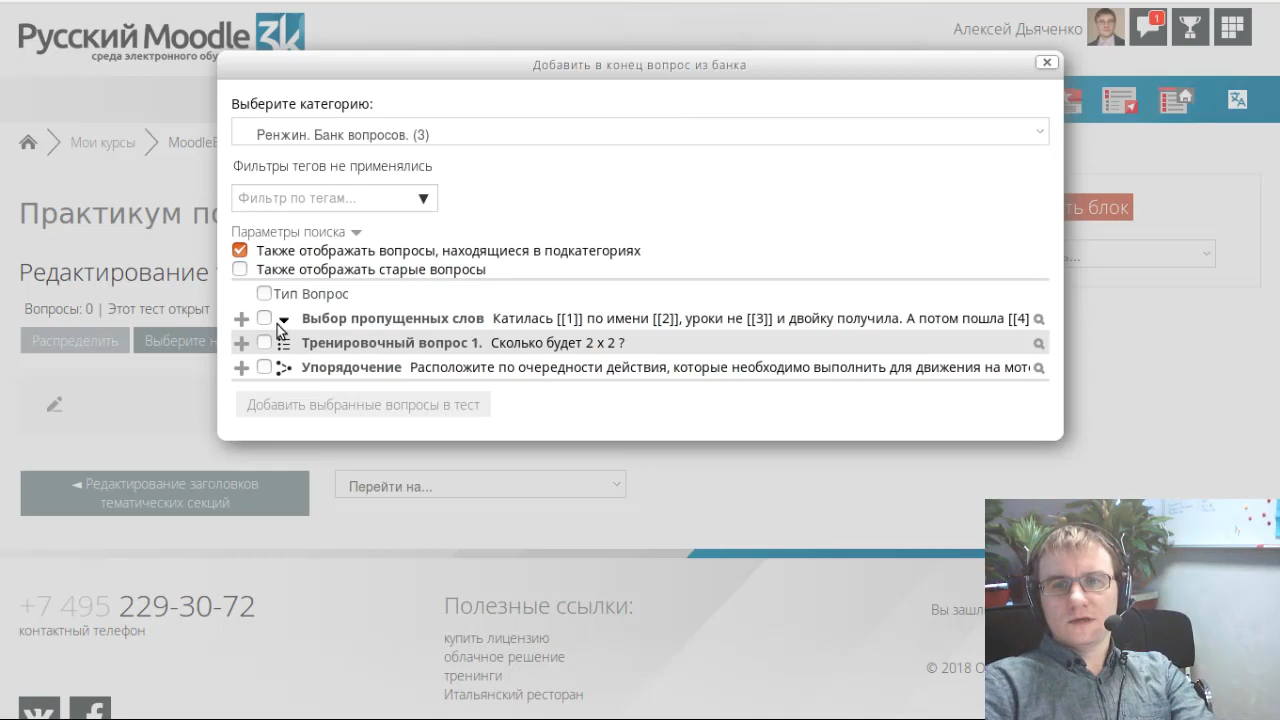 Русский Moodle 3k
среда электронного обу
Алексей Дьяченко
1
Добавить в конец вопрос из банка
Выберите категорию:
Ренжин. Банк вопросов. (3)
Мои курсы
Фильтры тегов не применялись
Фильтр по тегам...
Практикум по
ть блок
Параметры поиска
Также отображать вопросы, находящиеся в подкатегориях
Также отображать старые вопросы
Редактирование
Тип Вопрос
Вопросы: 0 | Этот тест открыт
Выбор пропущенных слов Катилась [[1]] по имени [[2]], уроки не [[3]] и двойку получила. А потом пошла [[4]]
Распределить
Выберите н
Тренировочный вопрос 1. Сколько будет 2 x 2 ?
Упорядочение Расположите по очередности действия, которые необходимо выполнить для движения на мот
Добавить выбранные вопросы в тест
◄ Редактирование заголовков
тематических секций
Перейти на...
+7 495 229-30-72
контактный телефон
Полезные ссылки:
купить лицензию
облачное решение
тренинги
Итальянский ресторан
Вы заш
© 2018